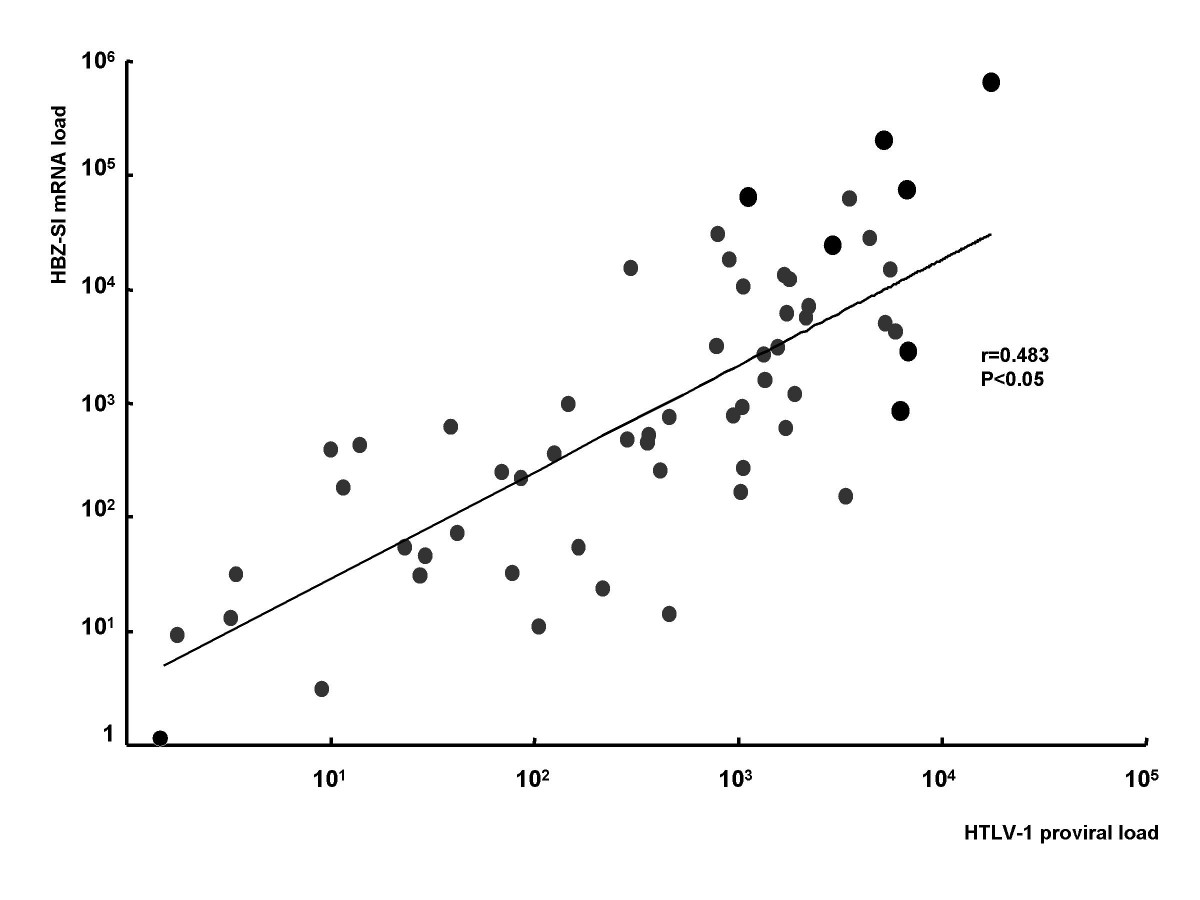 HBZ-SI mRNA load
10⁶
10⁵
10⁴
10³
10²
10¹
1
r=0.483
P<0.05
10¹ 10² 10³ 10⁴ 10⁵
HTLV-1 proviral load